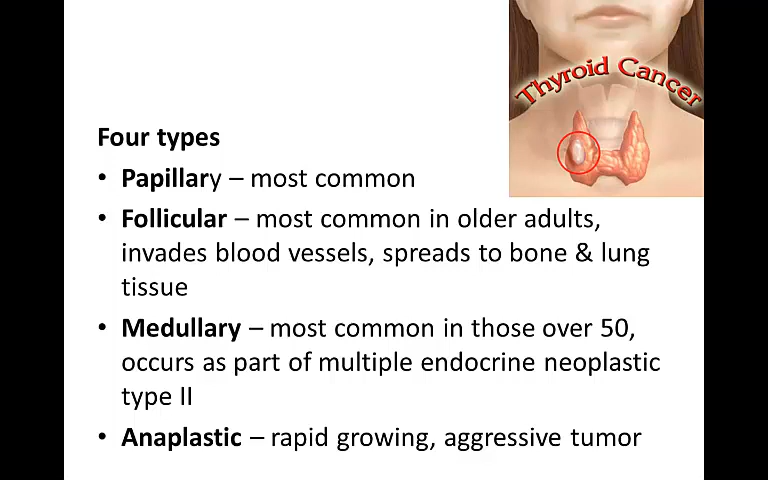 Thyroid Cancer
Four types
• Papillary – most common
• Follicular – most common in older adults,
invades blood vessels, spreads to bone & lung
tissue
• Medullary – most common in those over 50,
occurs as part of multiple endocrine neoplastic
type II
• Anaplastic – rapid growing, aggressive tumor